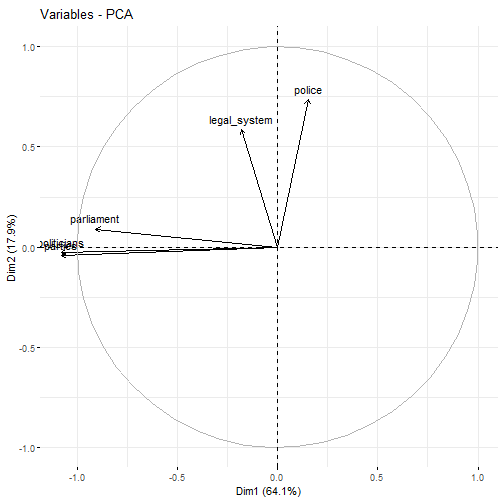 Variables - PCA
1.0
police
legal_system
0.5
parliament
parties
0.0
Dim2 (17.9%)
-0.5
-1.0
-1.0
-0.5
0.0
0.5
1.0
Dim1 (64.1%)